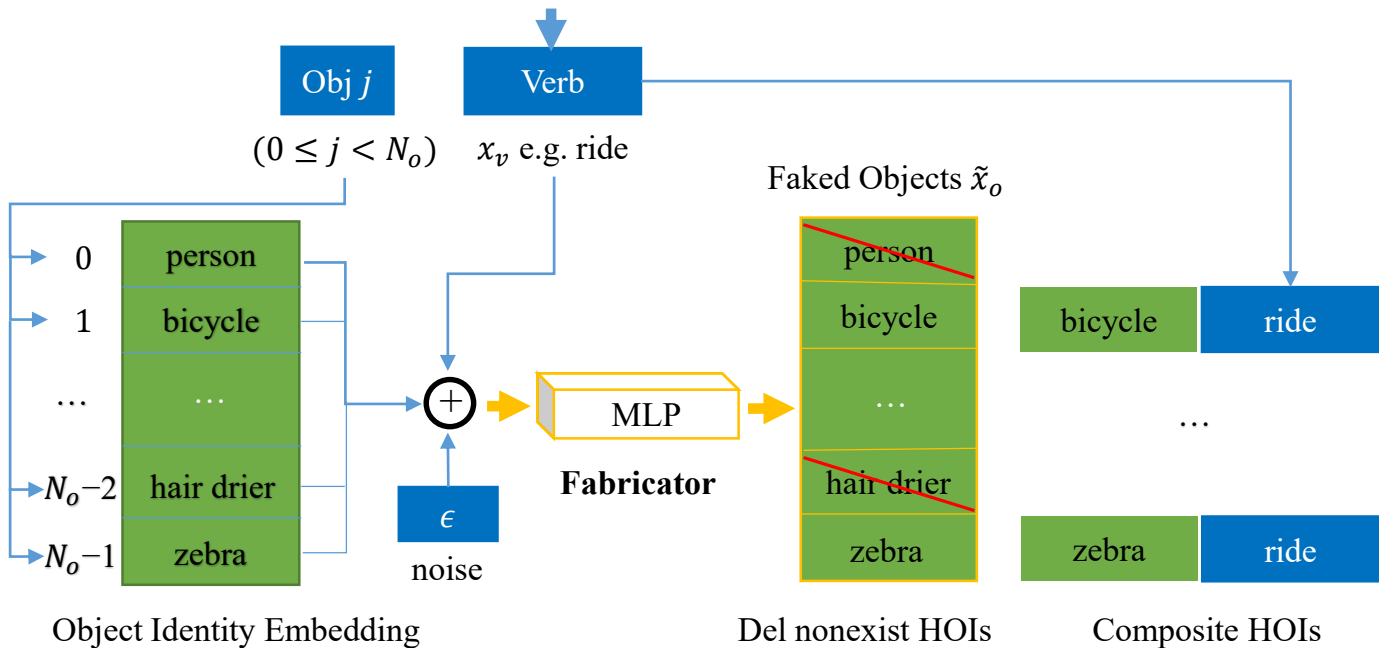 Obj j
Verb
(0 ≤ j < Nₒ)
xᵥ e.g. ride
Faked Objects x̃ₒ
0
person
1
bicycle
...
...
Nₒ−2
hair drier
Nₒ−1
zebra
+
ϵ
noise
MLP
Fabricator
person
bicycle
...
hair drier
zebra
bicycle
ride
...
zebra
ride
Object Identity Embedding
Del nonexist HOIs
Composite HOIs